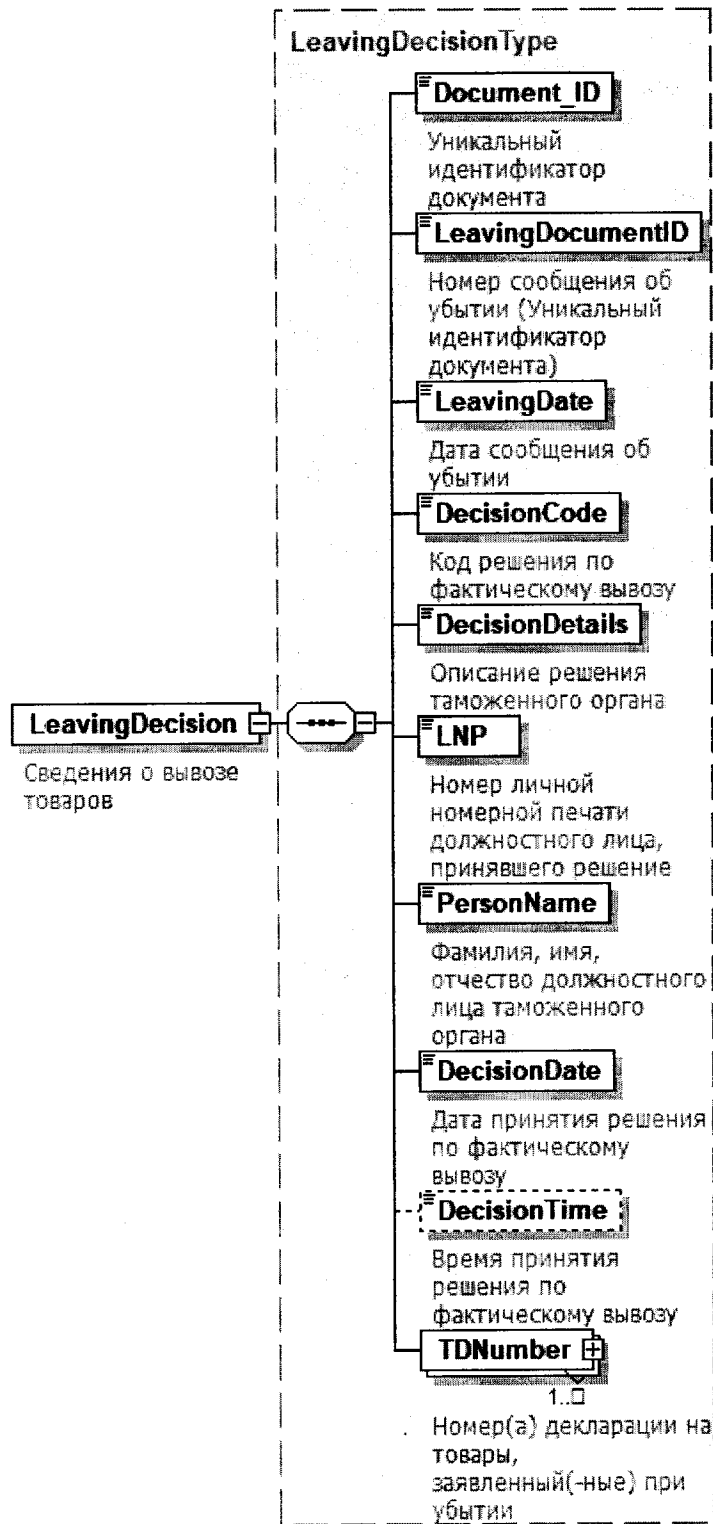 LeavingDecisionType
Document_ID
Уникальный
идентификатор
документа
LeavingDocumentID
Номер сообщения об
убытии (Уникальный
идентификатор
документа)
LeavingDate
Дата сообщения об
убытии
DecisionCode
Код решения по
фактическому вывозу
DecisionDetails
Описание решения
таможенного органа
LeavingDecision
Сведения о вывозе
товаров
LNP
Номер личной
номерной печати
должностного лица,
принявшего решение
PersonName
Фамилия, имя,
отчество должностного
лица таможенного
органа
DecisionDate
Дата принятия решения
по фактическому
вывозу
DecisionTime
Время принятия
решения по
фактическому вывозу
TDNumber
1..□
Номер(а) декларации на
товары,
заявленный(-ные) при
убытии